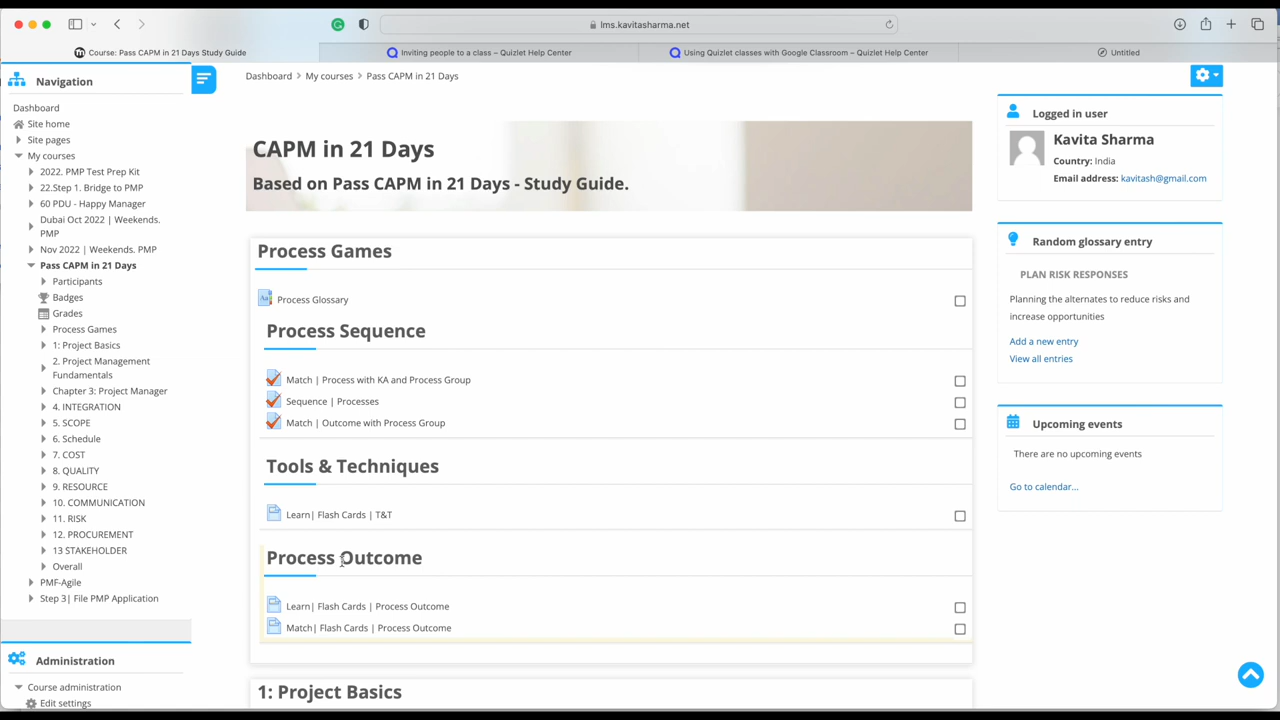 lms.kavitasharma.net
Course: Pass CAPM in 21 Days Study Guide
Inviting people to a class – Quizlet Help Center
Using Quizlet classes with Google Classroom – Quizlet Help Center
Untitled
Navigation
Dashboard
Site home
Site pages
My courses
2022. PMP Test Prep Kit
22.Step 1. Bridge to PMP
60 PDU - Happy Manager
Dubai Oct 2022 | Weekends.
PMP
Nov 2022 | Weekends. PMP
Pass CAPM in 21 Days
Participants
Badges
Grades
Process Games
1: Project Basics
2. Project Management
Fundamentals
Chapter 3: Project Manager
4. INTEGRATION
5. SCOPE
6. Schedule
7. COST
8. QUALITY
9. RESOURCE
10. COMMUNICATION
11. RISK
12. PROCUREMENT
13 STAKEHOLDER
Overall
PMF-Agile
Step 3| File PMP Application
Administration
Course administration
Edit settings
Dashboard > My courses > Pass CAPM in 21 Days
CAPM in 21 Days
Based on Pass CAPM in 21 Days - Study Guide.
Process Games
Process Glossary
Process Sequence
Match | Process with KA and Process Group
Sequence | Processes
Match | Outcome with Process Group
Tools & Techniques
Learn| Flash Cards | T&T
Process Outcome
Learn| Flash Cards | Process Outcome
Match| Flash Cards | Process Outcome
1: Project Basics
Logged in user
Kavita Sharma
Country: India
Email address: kavitash@gmail.com
Random glossary entry
PLAN RISK RESPONSES
Planning the alternates to reduce risks and
increase opportunities
Add a new entry
View all entries
Upcoming events
There are no upcoming events
Go to calendar...